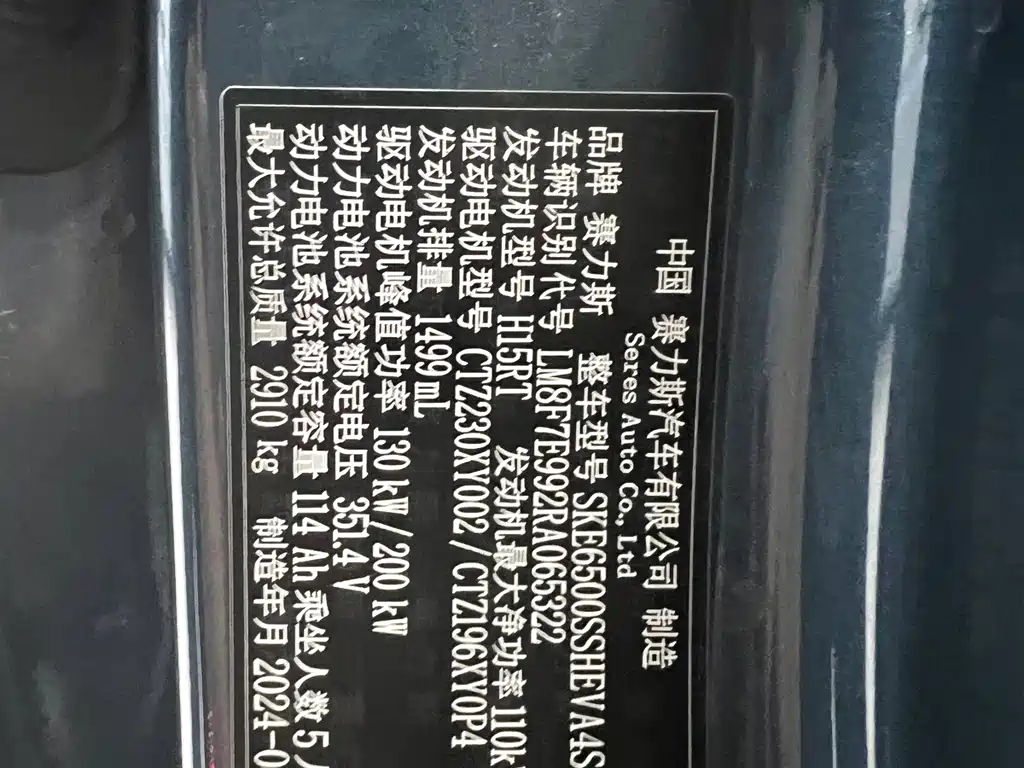 中国 赛力斯汽车有限公司 制造
Seres Auto Co., Ltd
品牌 赛力斯 整车型号 SKE6500SSHEVA4S
车辆识别代号 LM8F7E992RA065322
发动机型号 H15RT 发动机最大净功率 110k
驱动电机型号 CTZ230XY002 / CTZ196XY0P4
发动机排量 1499 mL
驱动电机峰值功率 130 kW / 200 kW
动力电池系统额定电压 351.4 V
动力电池系统额定容量 114 Ah 乘坐人数 5 人
最大允许总质量 2910 kg 制造年月 2024-0